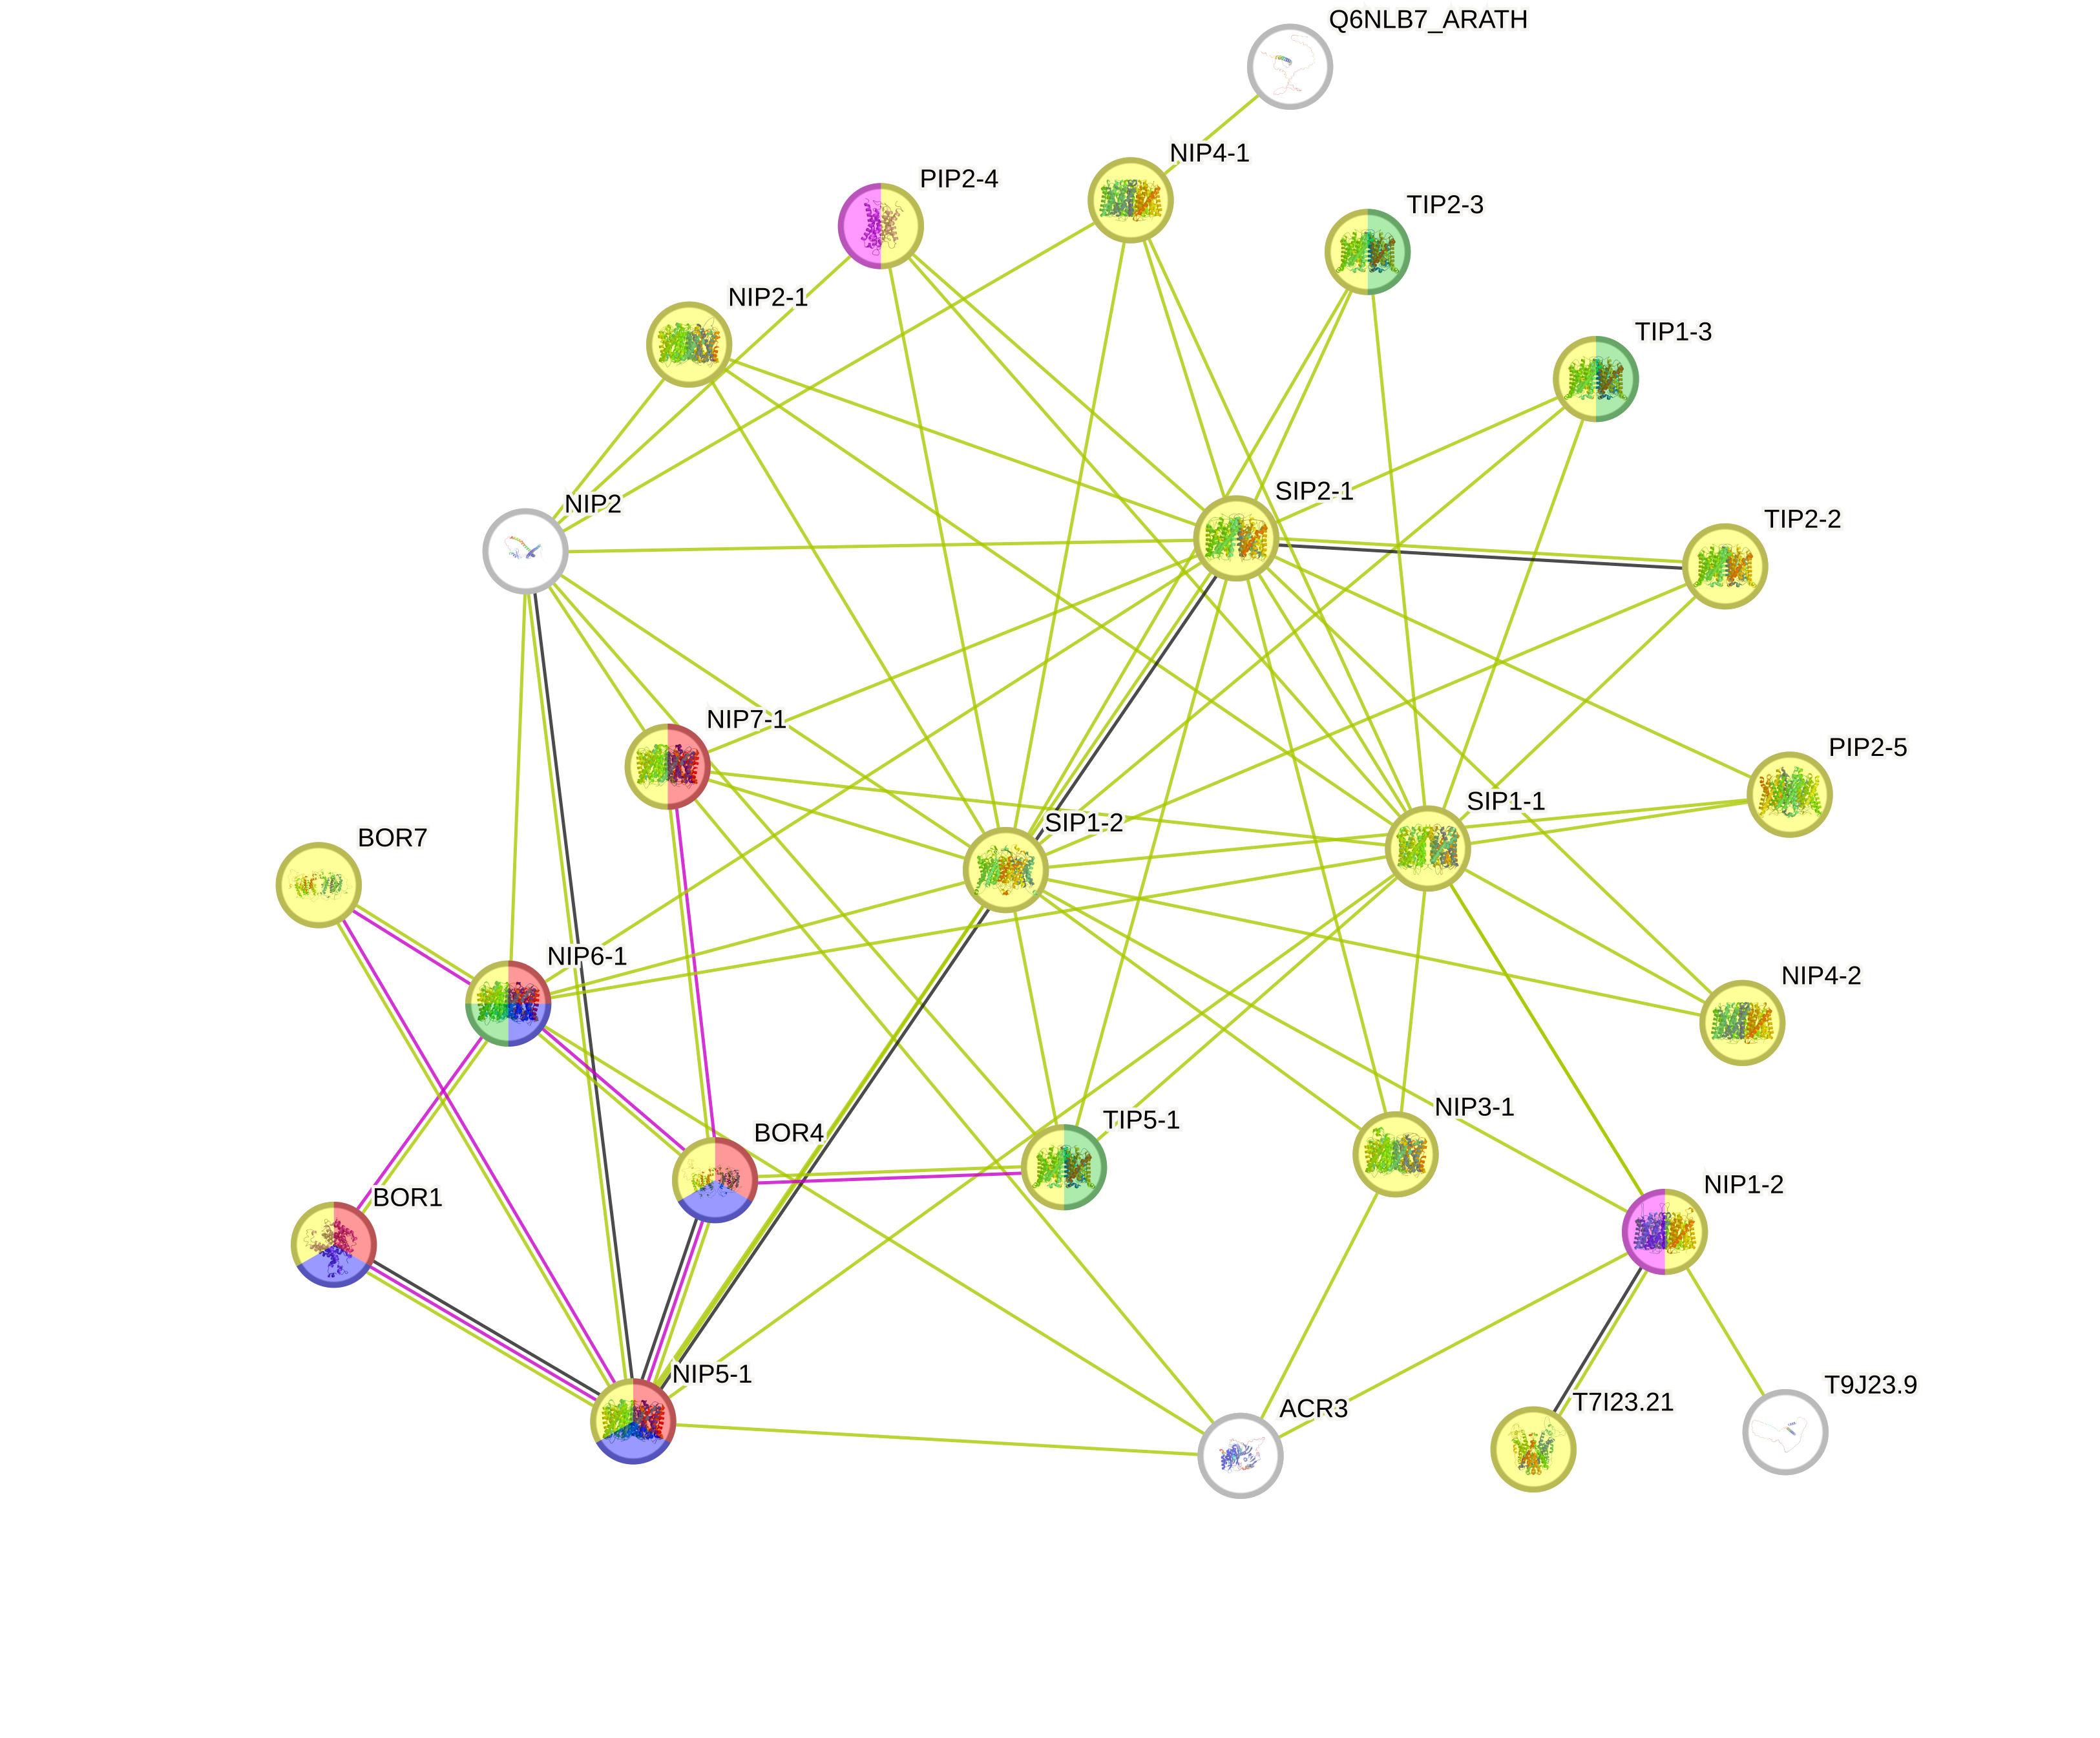 Q6NLB7_ARATH
NIP4-1
PIP2-4
TIP2-3
NIP2-1
TIP1-3
SIP2-1
NIP2
TIP2-2
NIP7-1
PIP2-5
SIP1-1
SIP1-2
BOR7
NIP6-1
NIP4-2
NIP3-1
TIP5-1
BOR4
NIP1-2
BOR1
NIP5-1
T9J23.9
T7I23.21
ACR3